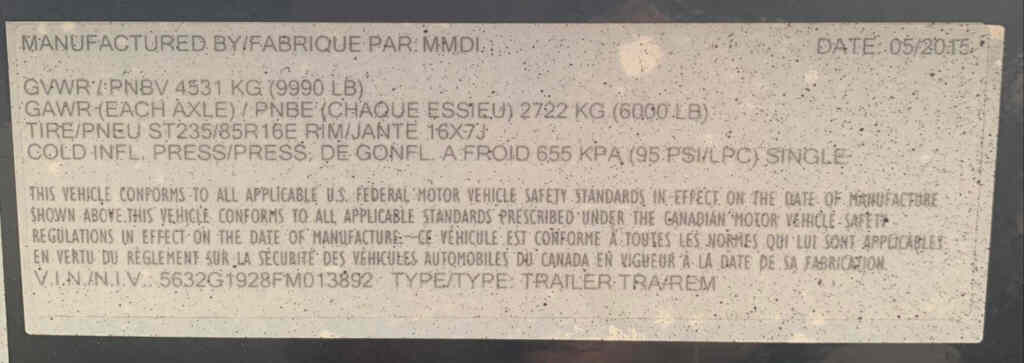 MANUFACTURED BY/FABRIQUE PAR: MMDI. DATE: 05/2015
GVWR / PNBV 4531 KG (9990 LB)
GAWR (EACH AXLE) / PNBE (CHAQUE ESSIEU) 2722 KG (6000 LB)
TIRE/PNEU ST235/85R16E RIM/JANTE 16X7J
COLD INFL. PRESS/PRESS. DE GONFL. A FROID 655 KPA (95 PSI/LPC) SINGLE
THIS VEHICLE CONFORMS TO ALL APPLICABLE U.S. FEDERAL MOTOR VEHICLE SAFETY STANDARDS IN EFFECT ON THE DATE OF MANUFACTURE
SHOWN ABOVE.THIS VEHICLE CONFORMS TO ALL APPLICABLE STANDARDS PRESCRIBED UNDER THE CANADIAN MOTOR VEHICLE SAFETY
REGULATIONS IN EFFECT ON THE DATE OF MANUFACTURE.—CE VÉHICULE EST CONFORME À TOUTES LES NORMES QUI LUI SONT APPLICABLES
EN VERTU DU RÈGLEMENT SUR LA SÉCURITÉ DES VÉHICULES AUTOMOBILES DU CANADA EN VIGUEUR À LA DATE DE SA FABRICATION.
V.I.N./N.I.V.: 5632G1928FM013892 TYPE/TYPE: TRAILER TRA/REM